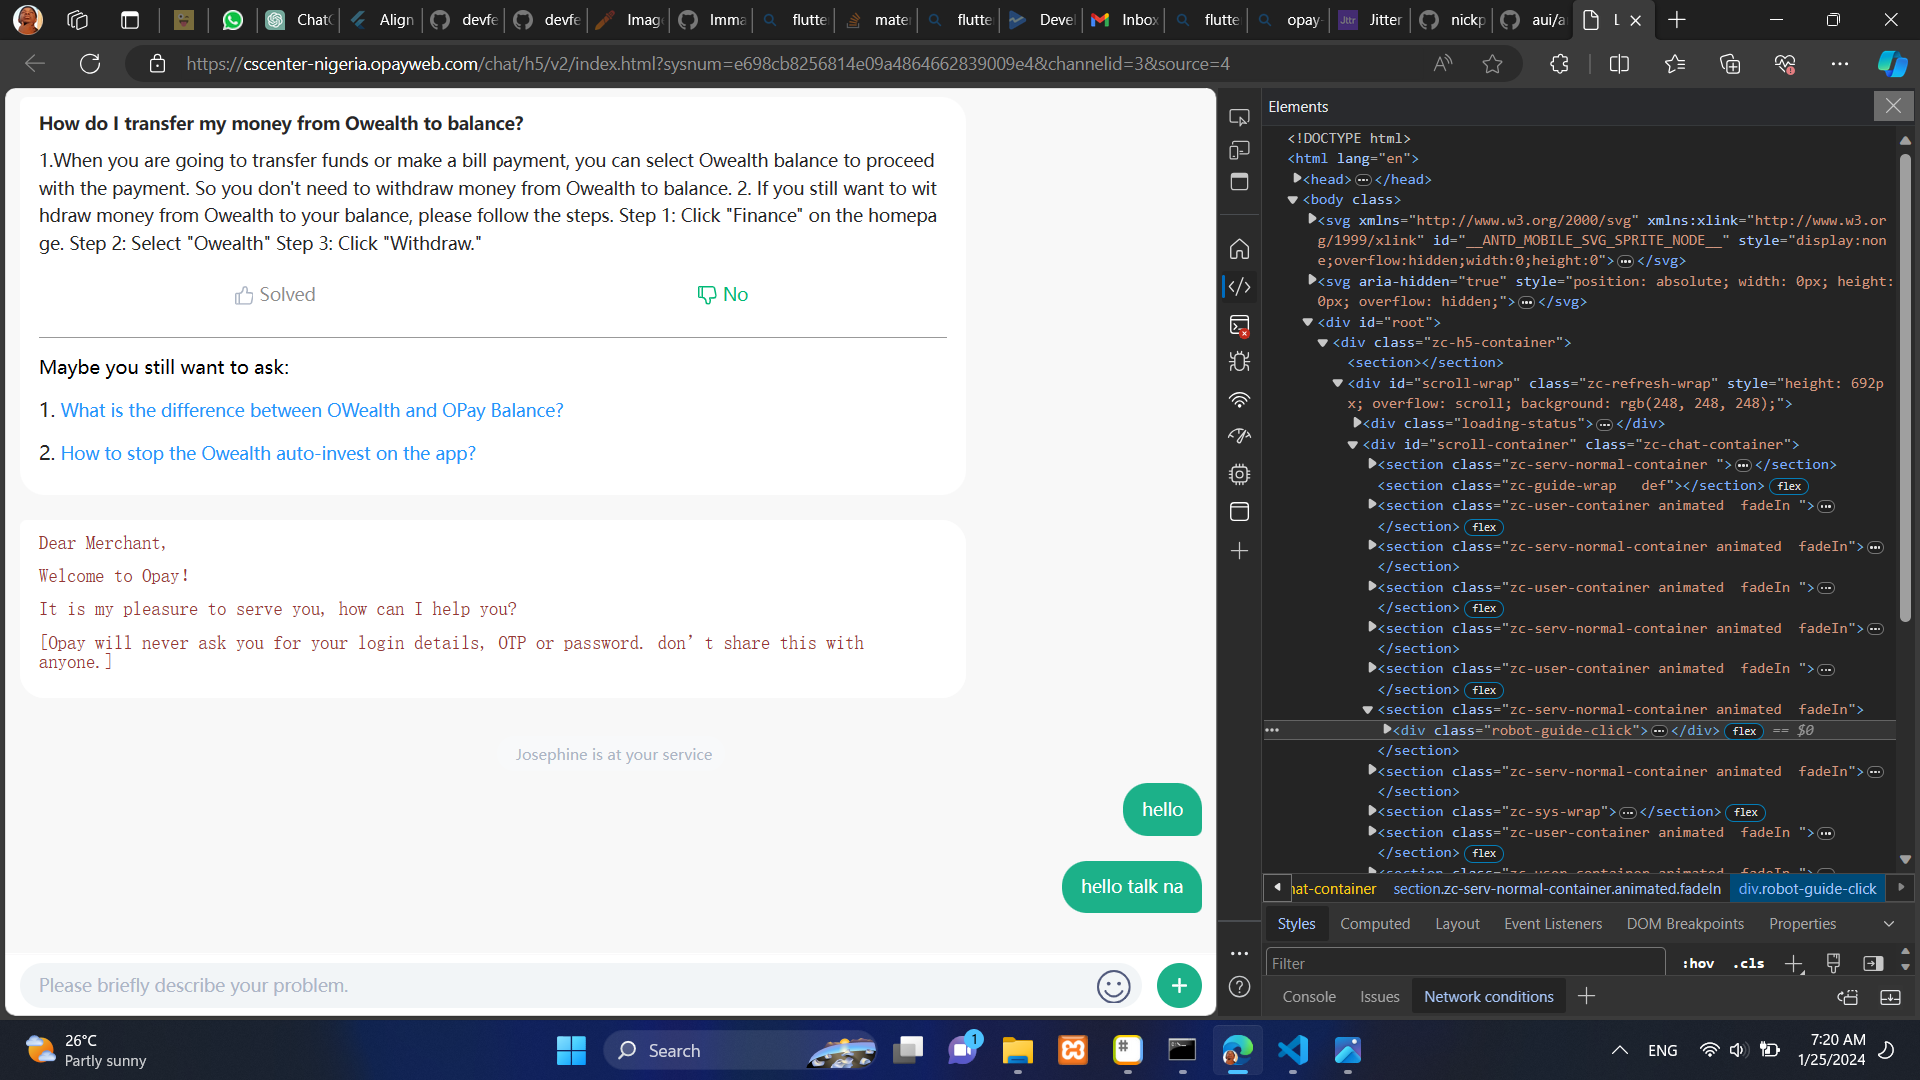 ChatG
Align
devfe
devfe
Image
Imma
flutte
mater
flutte
Devel
Inbox
flutte
opay-
Jitter
nickp
aui/a
https://cscenter-nigeria.opayweb.com/chat/h5/v2/index.html?sysnum=e698cb8256814e09a4864662839009e4&channelid=3&source=4
How do I transfer my money from Owealth to balance?
1.When you are going to transfer funds or make a bill payment, you can select Owealth balance to proceed
with the payment. So you don't need to withdraw money from Owealth to balance. 2. If you still want to wit
hdraw money from Owealth to your balance, please follow the steps. Step 1: Click "Finance" on the homepa
ge. Step 2: Select "Owealth" Step 3: Click "Withdraw."
Solved
No
Maybe you still want to ask:
1. What is the difference between OWealth and OPay Balance?
2. How to stop the Owealth auto-invest on the app?
Dear Merchant,
Welcome to Opay!
It is my pleasure to serve you, how can I help you?
[Opay will never ask you for your login details, OTP or password. don’t share this with
anyone.]
Josephine is at your service
hello
hello talk na
Please briefly describe your problem.
Elements
<!DOCTYPE html>
<html lang="en">
<head>…</head>
<body class>
<svg xmlns="http://www.w3.org/2000/svg" xmlns:xlink="http://www.w3.or
g/1999/xlink" id="__ANTD_MOBILE_SVG_SPRITE_NODE__" style="display:non
e;overflow:hidden;width:0;height:0">…</svg>
<svg aria-hidden="true" style="position: absolute; width: 0px; height:
0px; overflow: hidden;">…</svg>
<div id="root">
<div class="zc-h5-container">
<section></section>
<div id="scroll-wrap" class="zc-refresh-wrap" style="height: 692p
x; overflow: scroll; background: rgb(248, 248, 248);">
<div class="loading-status">…</div>
<div id="scroll-container" class="zc-chat-container">
<section class="zc-serv-normal-container ">…</section>
<section class="zc-guide-wrap   def"></section> flex
<section class="zc-user-container animated  fadeIn ">…
</section> flex
<section class="zc-serv-normal-container animated  fadeIn">…
</section>
<section class="zc-user-container animated  fadeIn ">…
</section> flex
<section class="zc-serv-normal-container animated  fadeIn">…
</section>
<section class="zc-user-container animated  fadeIn ">…
</section> flex
<section class="zc-serv-normal-container animated  fadeIn">
<div class="robot-guide-click">…</div> flex == $0
</section>
<section class="zc-serv-normal-container animated  fadeIn">…
</section>
<section class="zc-sys-wrap">…</section> flex
<section class="zc-user-container animated  fadeIn ">…
</section> flex
hat-container section.zc-serv-normal-container.animated.fadeIn div.robot-guide-click
Styles Computed Layout Event Listeners DOM Breakpoints Properties
Filter :hov .cls
Console Issues Network conditions
26°C
Partly sunny
Search
1
ENG
7:20 AM
1/25/2024